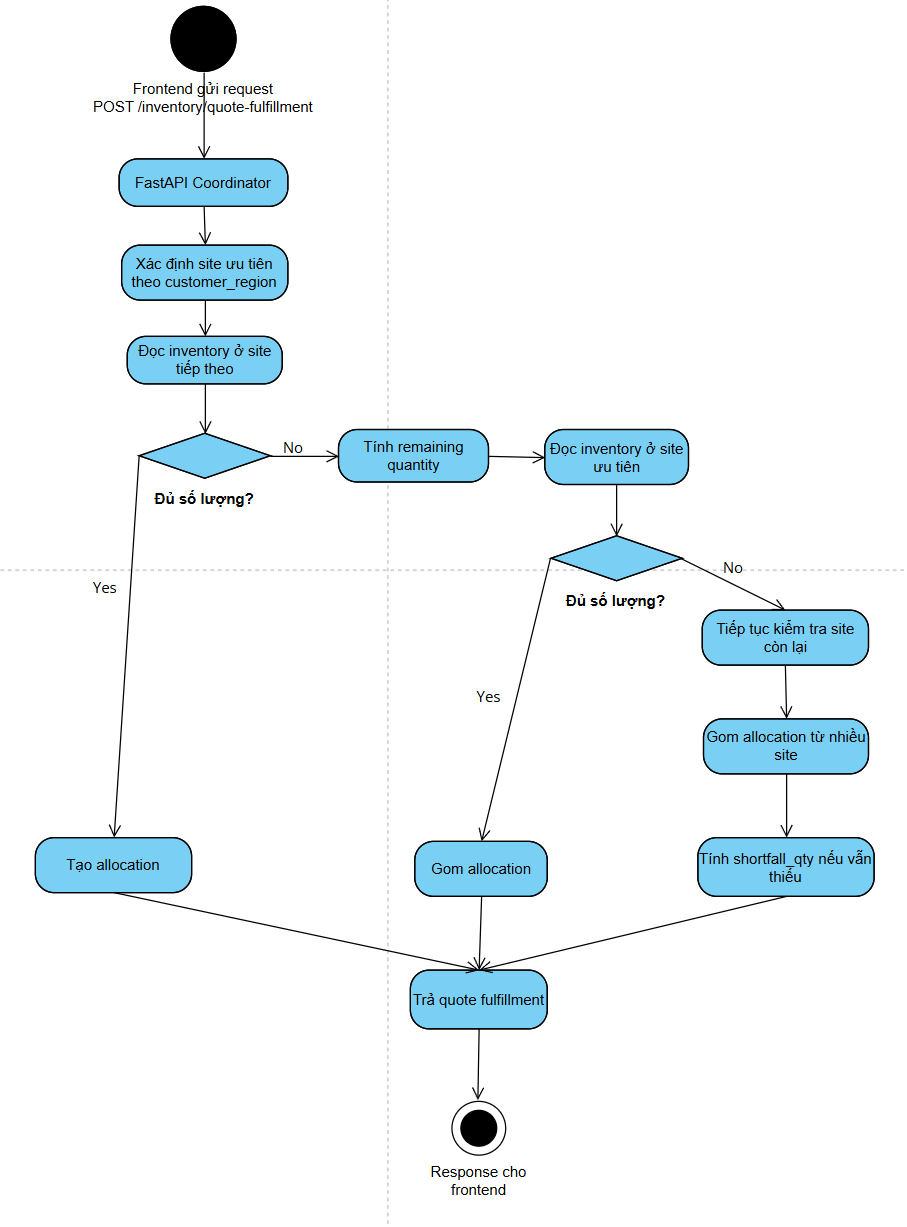 Frontend gửi request
POST /inventory/quote-fulfillment
FastAPI Coordinator
Xác định site ưu tiên
theo customer_region
Đọc inventory ở site
tiếp theo
Đủ số lượng?
No
Tính remaining
quantity
Đọc inventory ở site
ưu tiên
Đủ số lượng?
Yes
No
Tiếp tục kiểm tra site
còn lại
Yes
Gom allocation từ nhiều
site
Tạo allocation
Gom allocation
Tính shortfall_qty nếu vẫn
thiếu
Trả quote fulfillment
Response cho
frontend